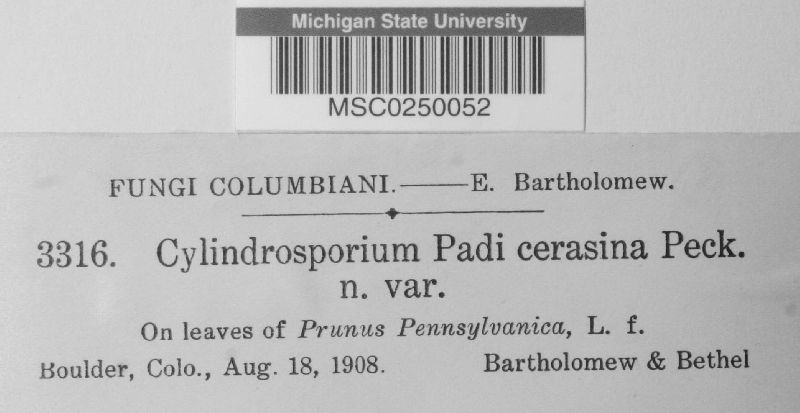 Michigan State University
MSC0250052
FUNGI COLUMBIANI.——E. Bartholomew.
3316. Cylindrosporium Padi cerasina Peck.
n. var.
On leaves of Prunus Pennsylvanica, L. f.
Boulder, Colo., Aug. 18, 1908. Bartholomew & Bethel